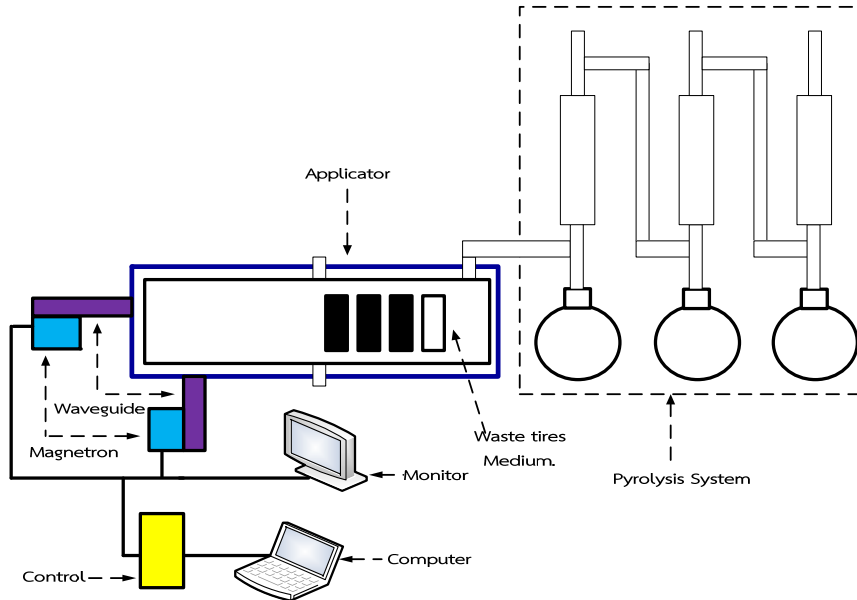 Applicator
Waveguide
Magnetron
Waste tires
Medium.
Monitor
Pyrolysis System
Computer
Control